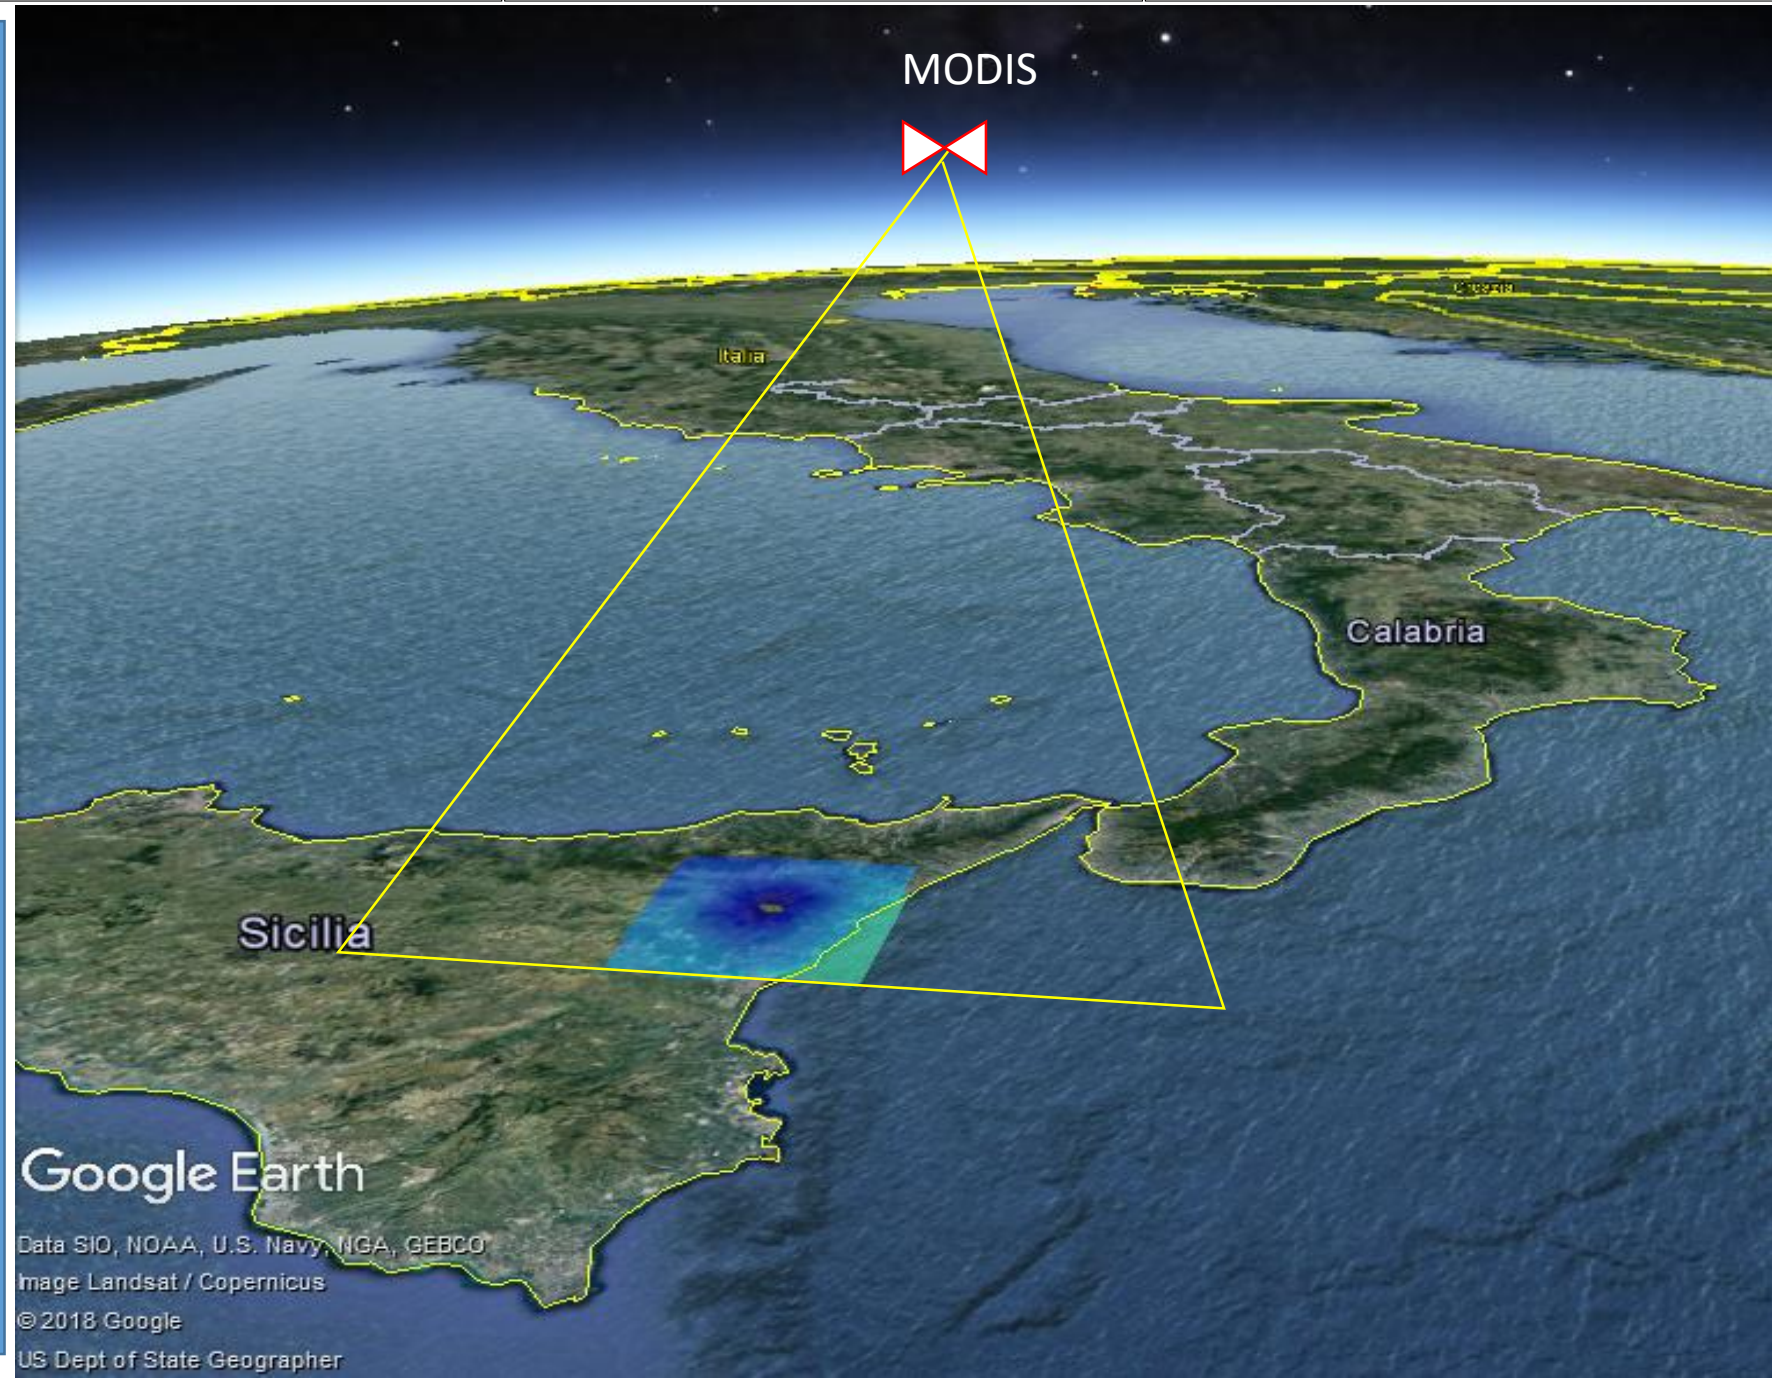 MODIS
Italia
Calabria
Sicilia
Google Earth
Data SIO, NOAA, U.S. Navy, NGA, GEBCO
Image Landsat / Copernicus
© 2018 Google
US Dept of State Geographer